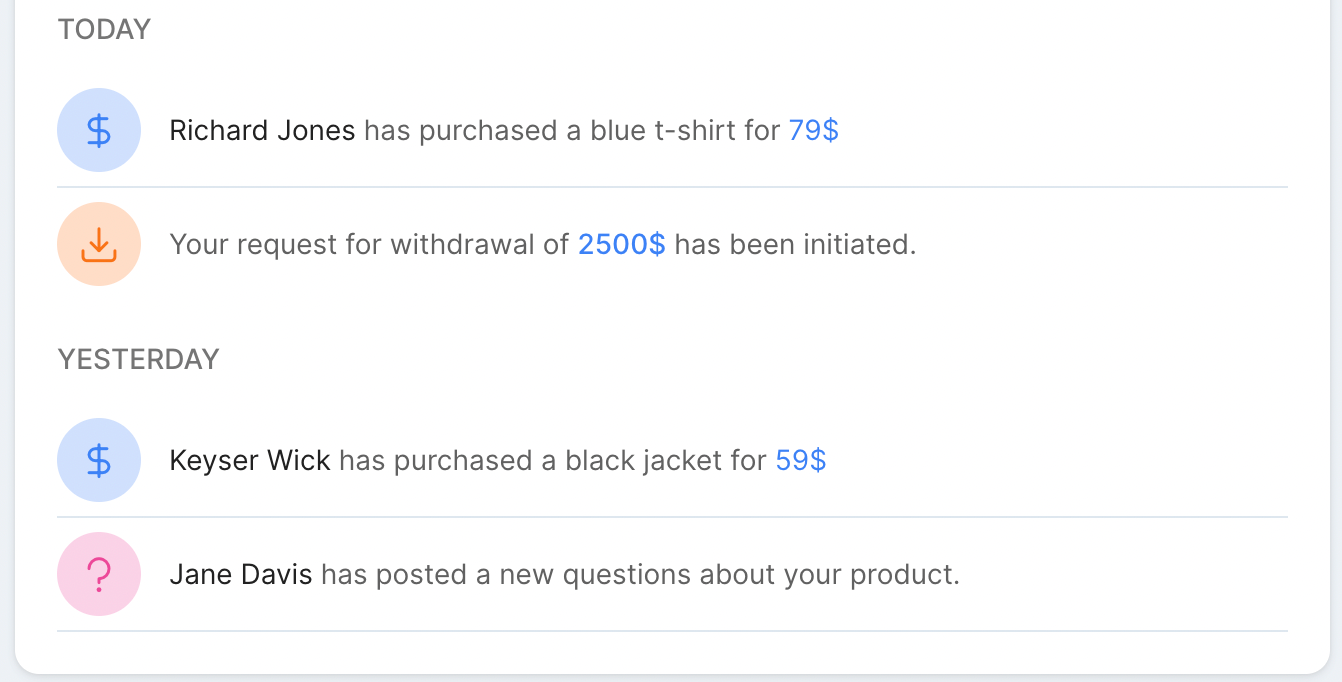 TODAY
Richard Jones has purchased a blue t-shirt for 79$
Your request for withdrawal of 2500$ has been initiated.
YESTERDAY
Keyser Wick has purchased a black jacket for 59$
Jane Davis has posted a new questions about your product.